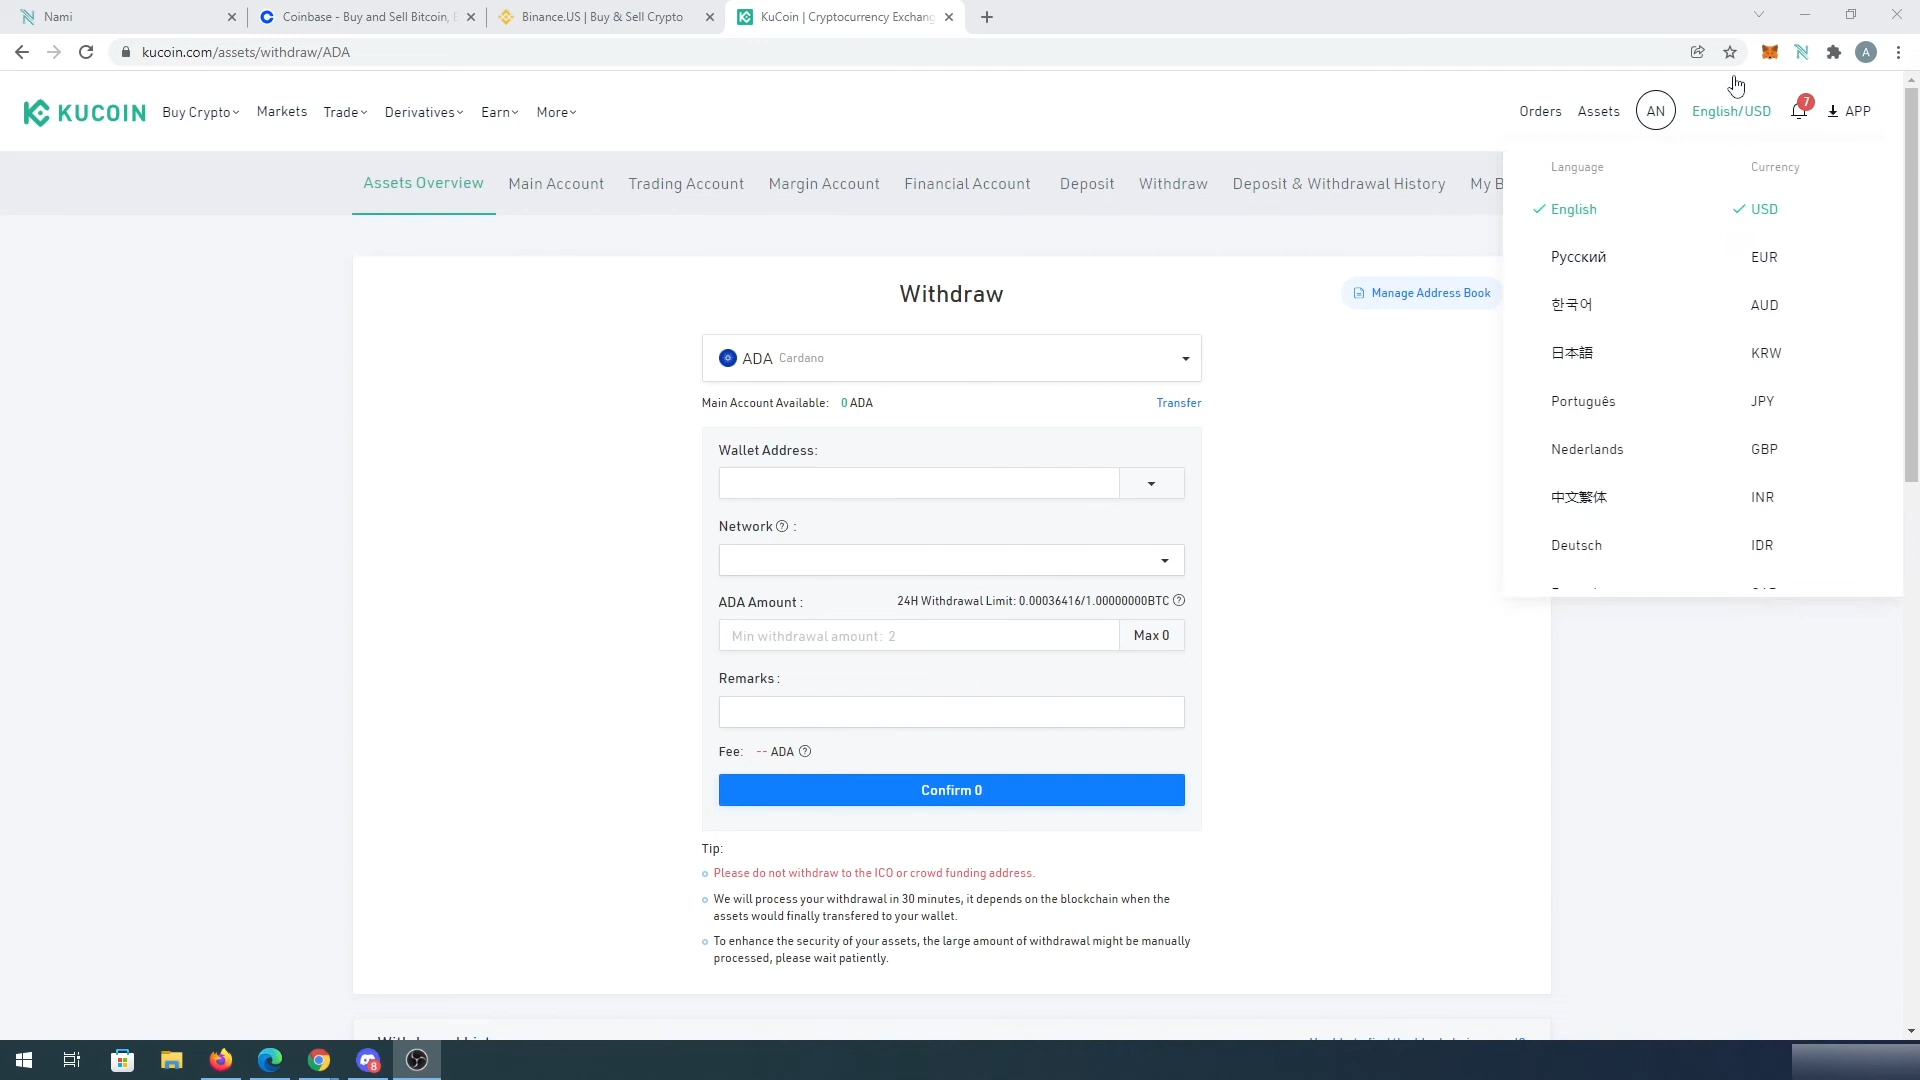 Nami
Coinbase - Buy and Sell Bitcoin, E
Binance.US | Buy & Sell Crypto
KuCoin | Cryptocurrency Exchang
kucoin.com/assets/withdraw/ADA
A
KUCOIN
Buy Crypto
Markets
Trade
Derivatives
Earn
More
Orders
Assets
AN
English/USD
7
APP
Assets Overview
Main Account
Trading Account
Margin Account
Financial Account
Deposit
Withdraw
Deposit & Withdrawal History
My B
Language
Currency
English
USD
Русский
EUR
한국어
AUD
日本語
KRW
Português
JPY
Nederlands
GBP
中文繁体
INR
Deutsch
IDR
Withdraw
Manage Address Book
ADA Cardano
Main Account Available: 0 ADA
Transfer
Wallet Address:
Network ? :
ADA Amount :
24H Withdrawal Limit: 0.00036416/1.00000000BTC ?
Min withdrawal amount: 2
Max 0
Remarks :
Fee: -- ADA ?
Confirm 0
Tip:
Please do not withdraw to the ICO or crowd funding address.
We will process your withdrawal in 30 minutes, it depends on the blockchain when the
assets would finally transfered to your wallet.
To enhance the security of your assets, the large amount of withdrawal might be manually
processed, please wait patiently.
8